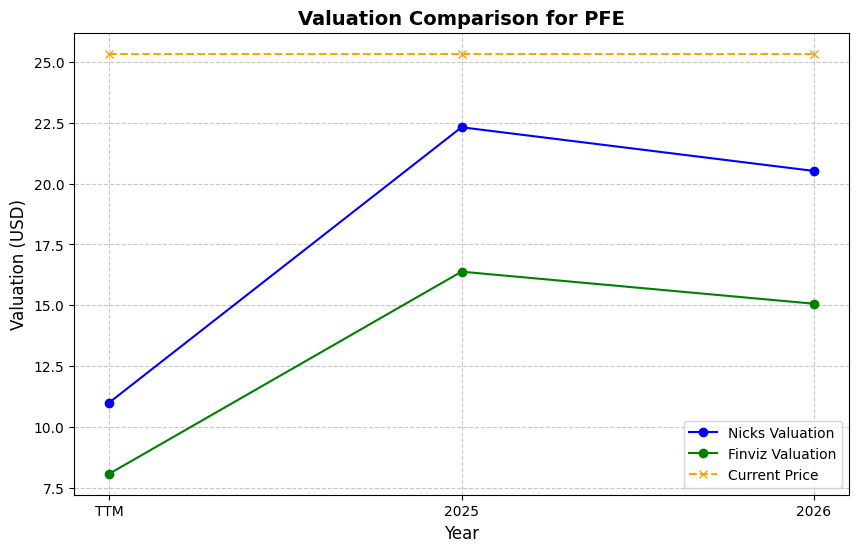 Valuation Comparison for PFE
Valuation (USD)
25.0
22.5
20.0
17.5
15.0
12.5
10.0
7.5
TTM
2025
2026
Year
Nicks Valuation
Finviz Valuation
Current Price